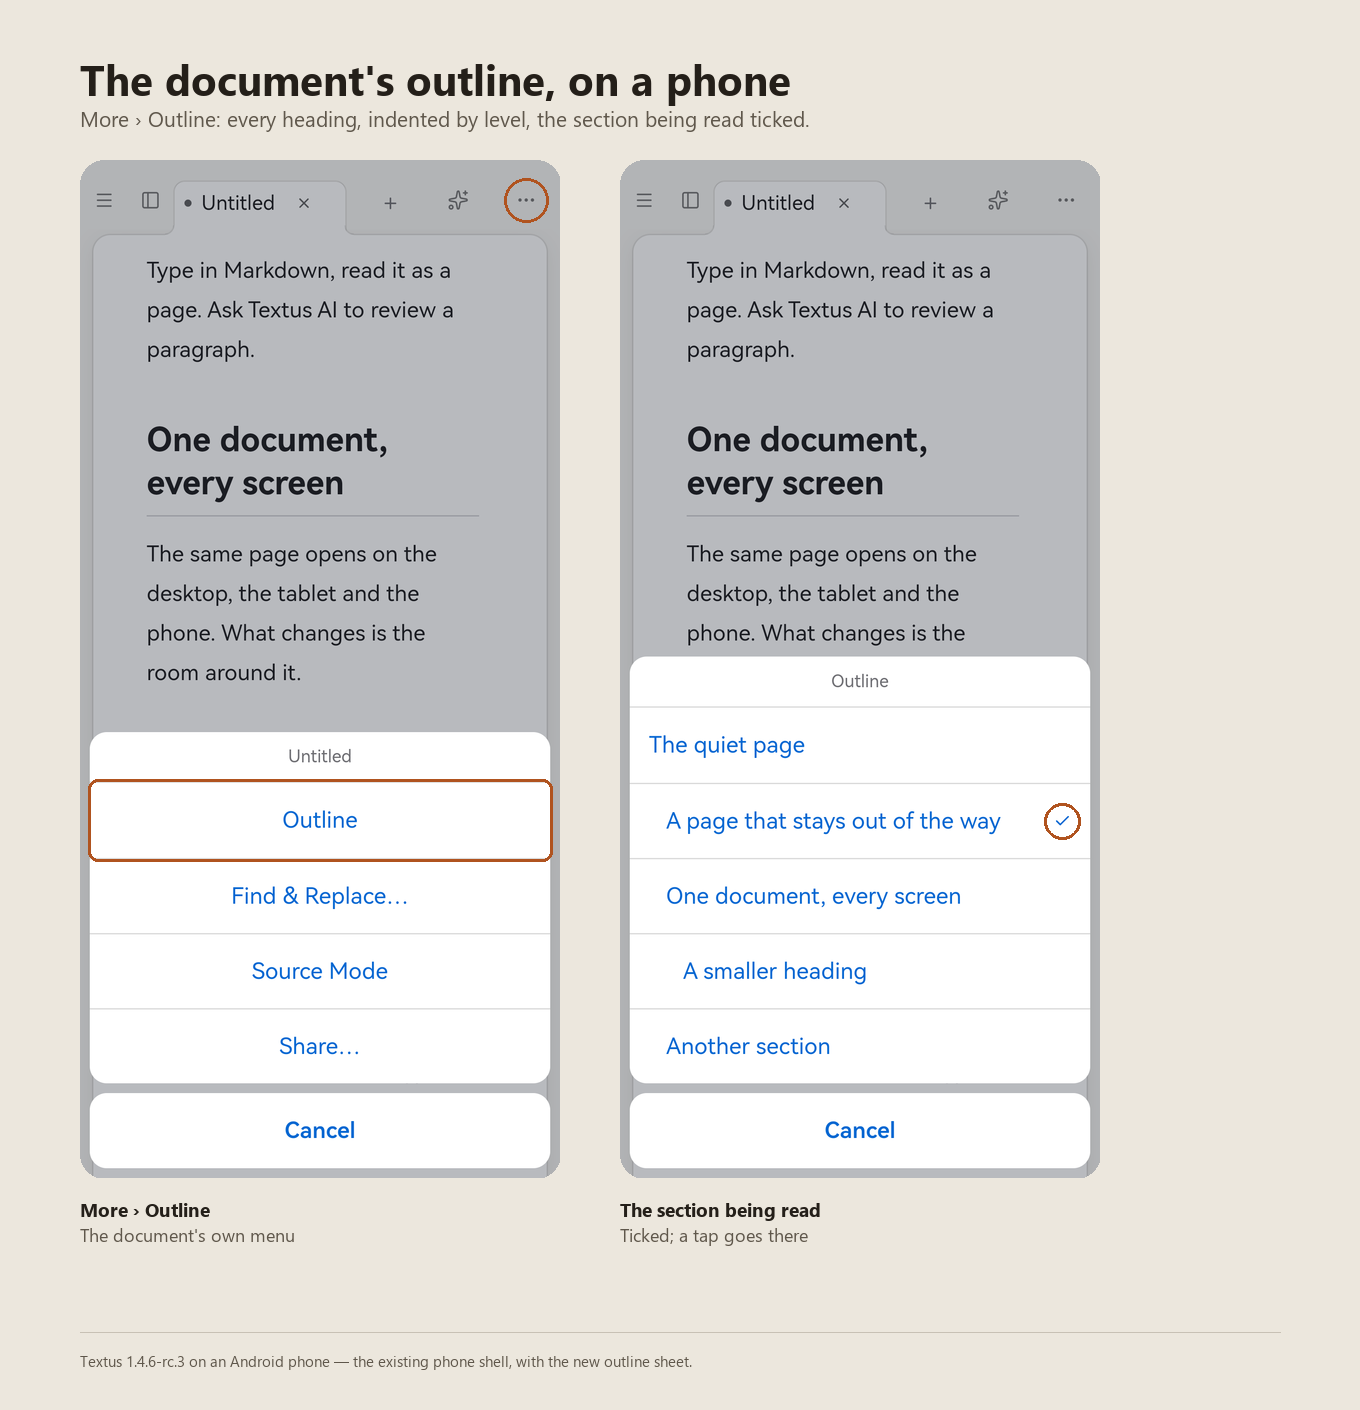 The document's outline, on a phone
More › Outline: every heading, indented by level, the section being read ticked.
• Untitled × + ···
Type in Markdown, read it as a
page. Ask Textus AI to review a
paragraph.
One document,
every screen
The same page opens on the
desktop, the tablet and the
phone. What changes is the
room around it.
Untitled
Outline
Find & Replace…
Source Mode
Share…
Cancel
More › Outline
The document's own menu
• Untitled × + ···
Type in Markdown, read it as a
page. Ask Textus AI to review a
paragraph.
One document,
every screen
The same page opens on the
desktop, the tablet and the
phone. What changes is the
Outline
The quiet page
A page that stays out of the way ✓
One document, every screen
A smaller heading
Another section
Cancel
The section being read
Ticked; a tap goes there
Textus 1.4.6-rc.3 on an Android phone — the existing phone shell, with the new outline sheet.